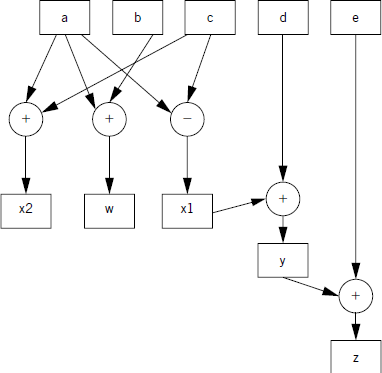 a b c d e
+ + −
x2 w x1 +
y
+
z